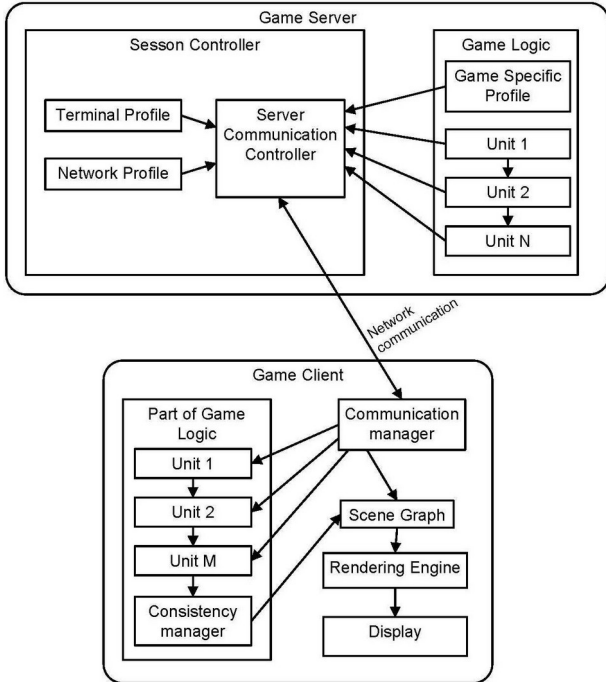 Game Server
Sesson Controller
Game Logic
Game Specific
Profile
Terminal Profile
Server
Communication
Controller
Network Profile
Unit 1
Unit 2
Unit N
Network
communication
Game Client
Part of Game
Logic
Communication
manager
Unit 1
Unit 2
Scene Graph
Unit M
Rendering Engine
Consistency
manager
Display